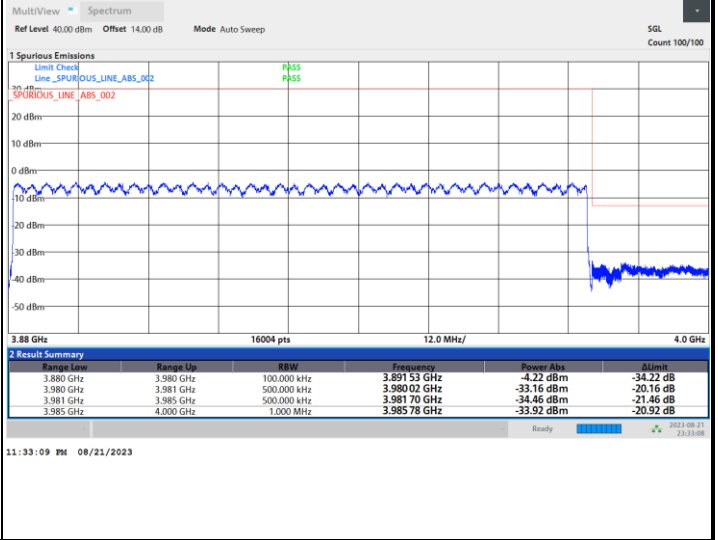 MultiView Spectrum
Ref Level 40.00 dBm Offset 14.00 dB Mode Auto Sweep SGL
Count 100/100
1 Spurious Emissions
Limit Check PASS
Line _SPURIOUS_LINE_ABS_002 PASS
30 dBm
_SPURIOUS_LINE_ABS_002
20 dBm
10 dBm
0 dBm
-10 dBm
-20 dBm
-30 dBm
-40 dBm
-50 dBm
3.88 GHz 16004 pts 12.0 MHz/ 4.0 GHz
2 Result Summary
Range Low Range Up RBW Frequency Power Abs ΔLimit
3.880 GHz 3.980 GHz 100.000 kHz 3.891 53 GHz -4.22 dBm -34.22 dB
3.980 GHz 3.981 GHz 500.000 kHz 3.980 02 GHz -33.16 dBm -20.16 dB
3.981 GHz 3.985 GHz 500.000 kHz 3.981 70 GHz -34.46 dBm -21.46 dB
3.985 GHz 4.000 GHz 1.000 MHz 3.985 78 GHz -33.92 dBm -20.92 dB
Ready 2023-08-21
23:33:08
11:33:09 PM 08/21/2023